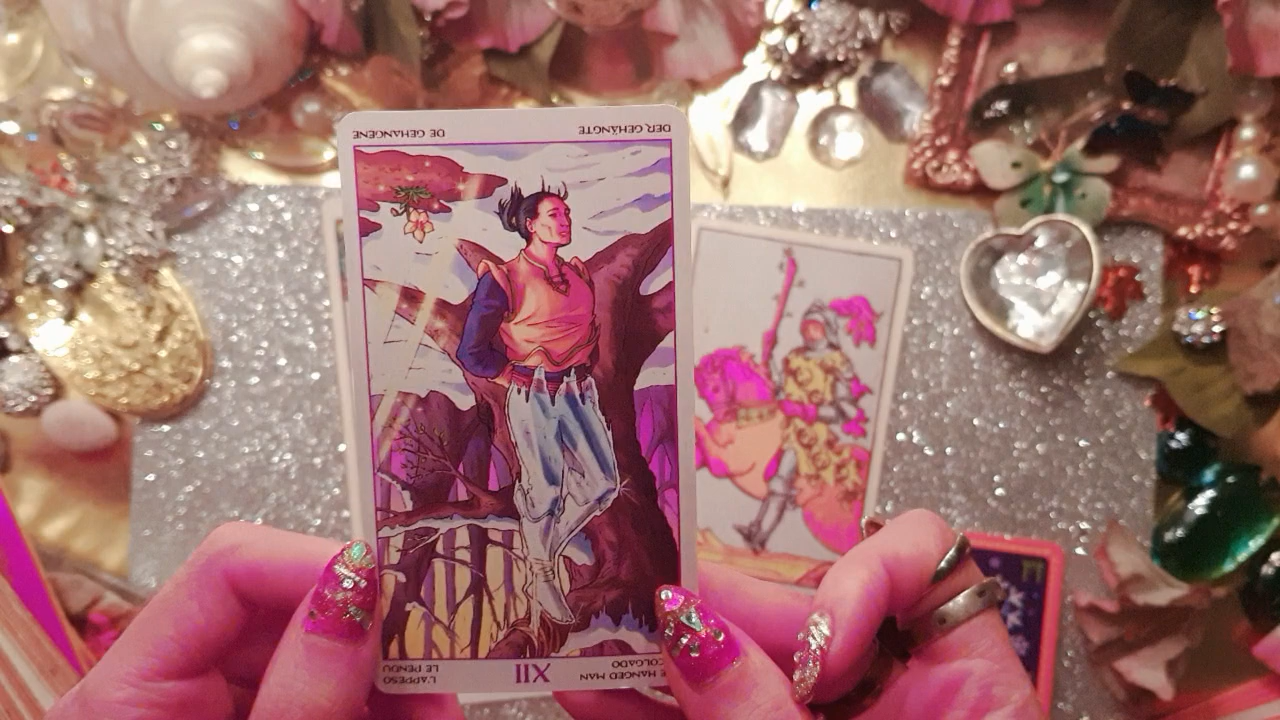 HANGED MAN
COLGADO
XII
L'APPESO
LE PENDU
DER GEHÄNGTE
DE GEHANGENE